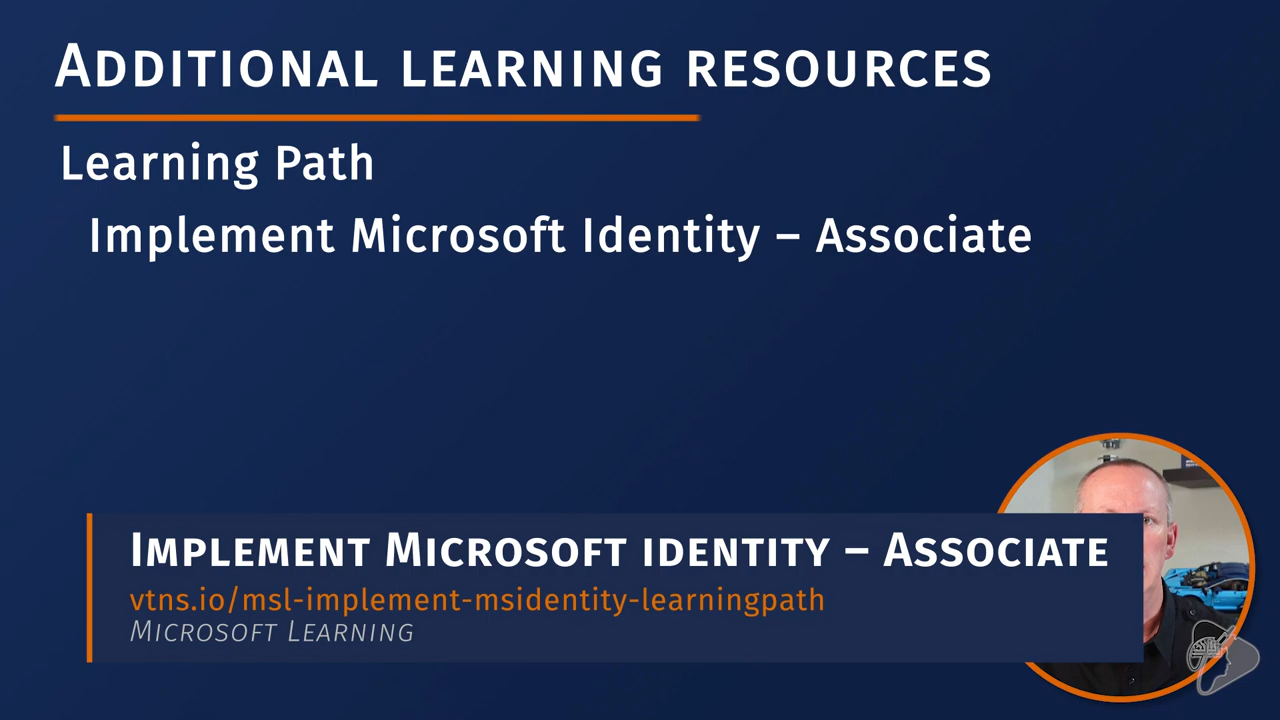 Additional learning resources
Learning Path
Implement Microsoft Identity – Associate
Implement Microsoft identity – Associate
vtns.io/msl-implement-msidentity-learningpath
Microsoft Learning